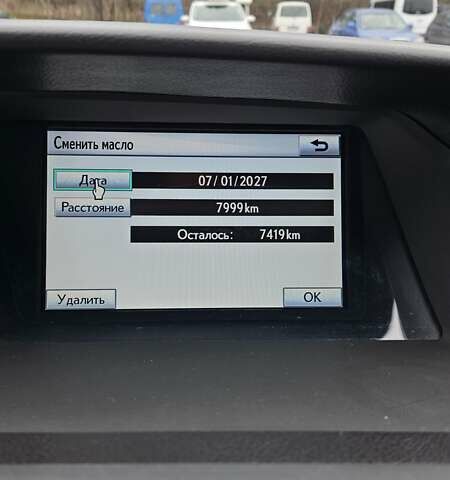 Сменить масло
Дата 07/01/2027
Расстояние 7999km
Осталось: 7419km
Удалить OK